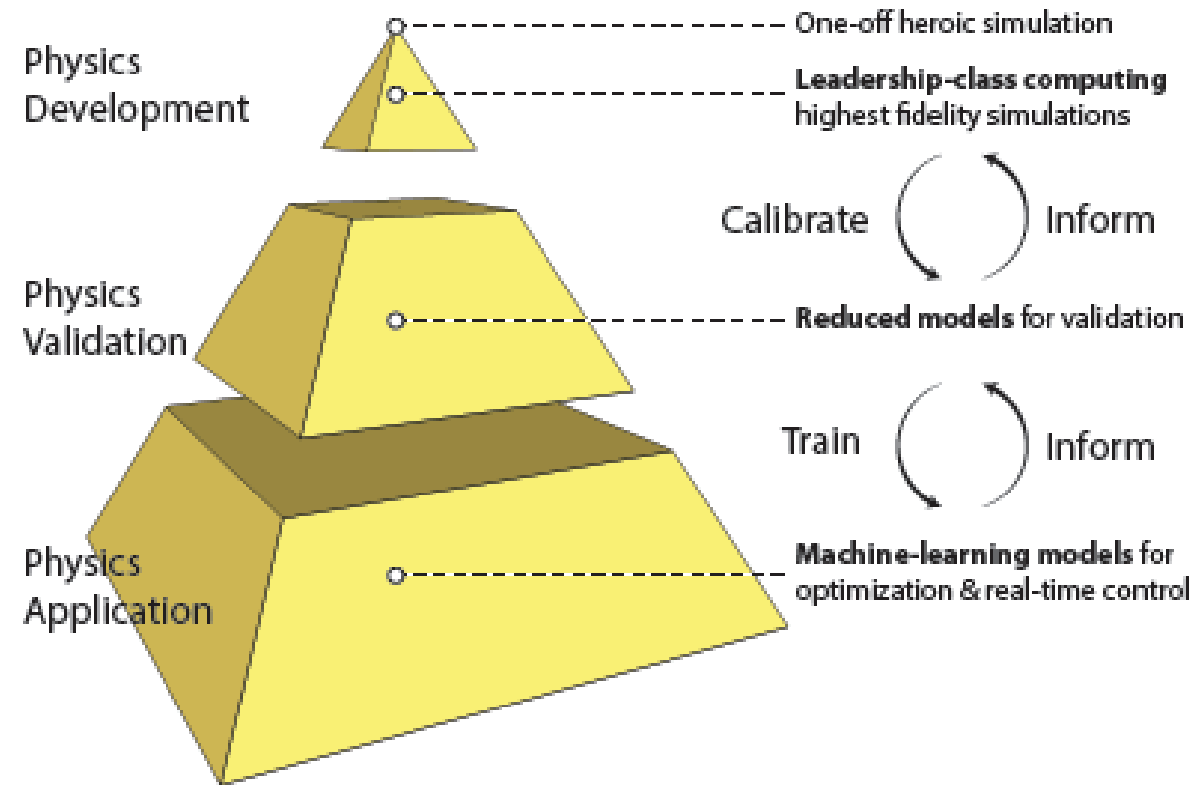 Physics
Development
One-off heroic simulation
Leadership-class computing
highest fidelity simulations
Calibrate
Inform
Physics
Validation
Reduced models for validation
Train
Inform
Physics
Application
Machine-learning models for
optimization & real-time control